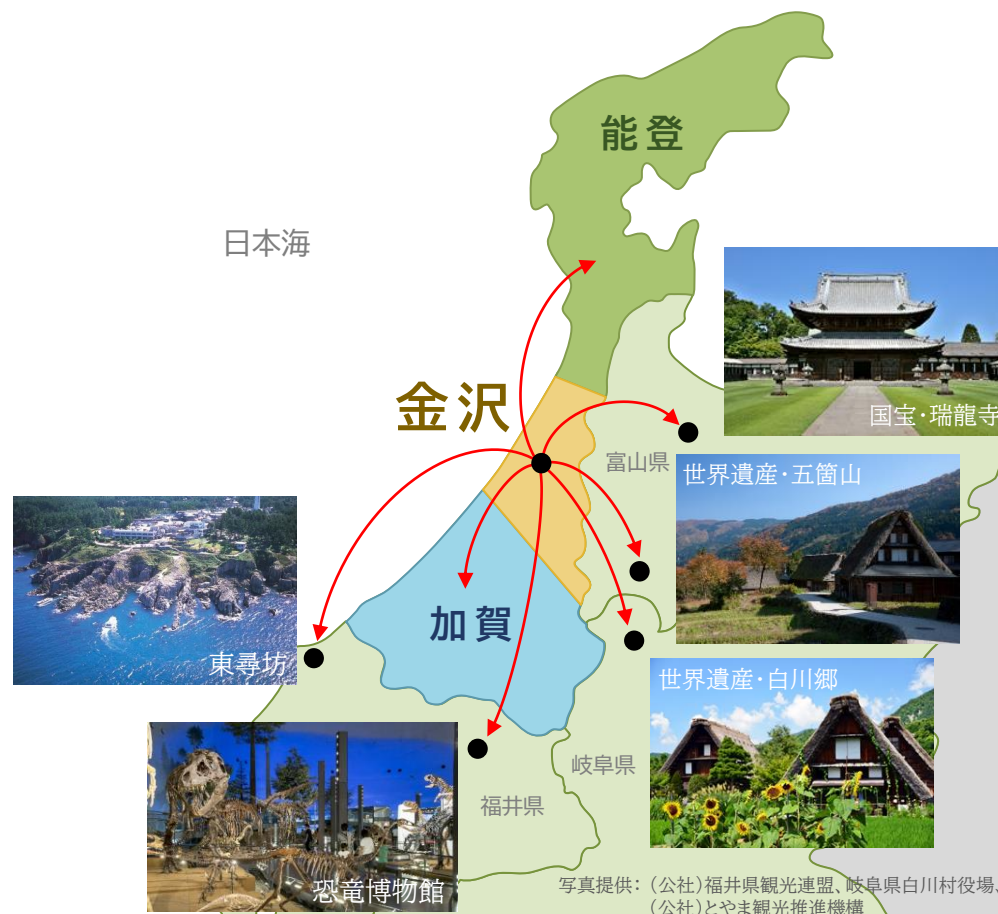 能登
日本海
金沢
国宝・瑞龍寺
富山県
世界遺産・五箇山
加賀
東尋坊
世界遺産・白川郷
岐阜県
福井県
恐竜博物館
写真提供：（公社）福井県観光連盟、岐阜県白川村役場、
（公社）とやま観光推進機構